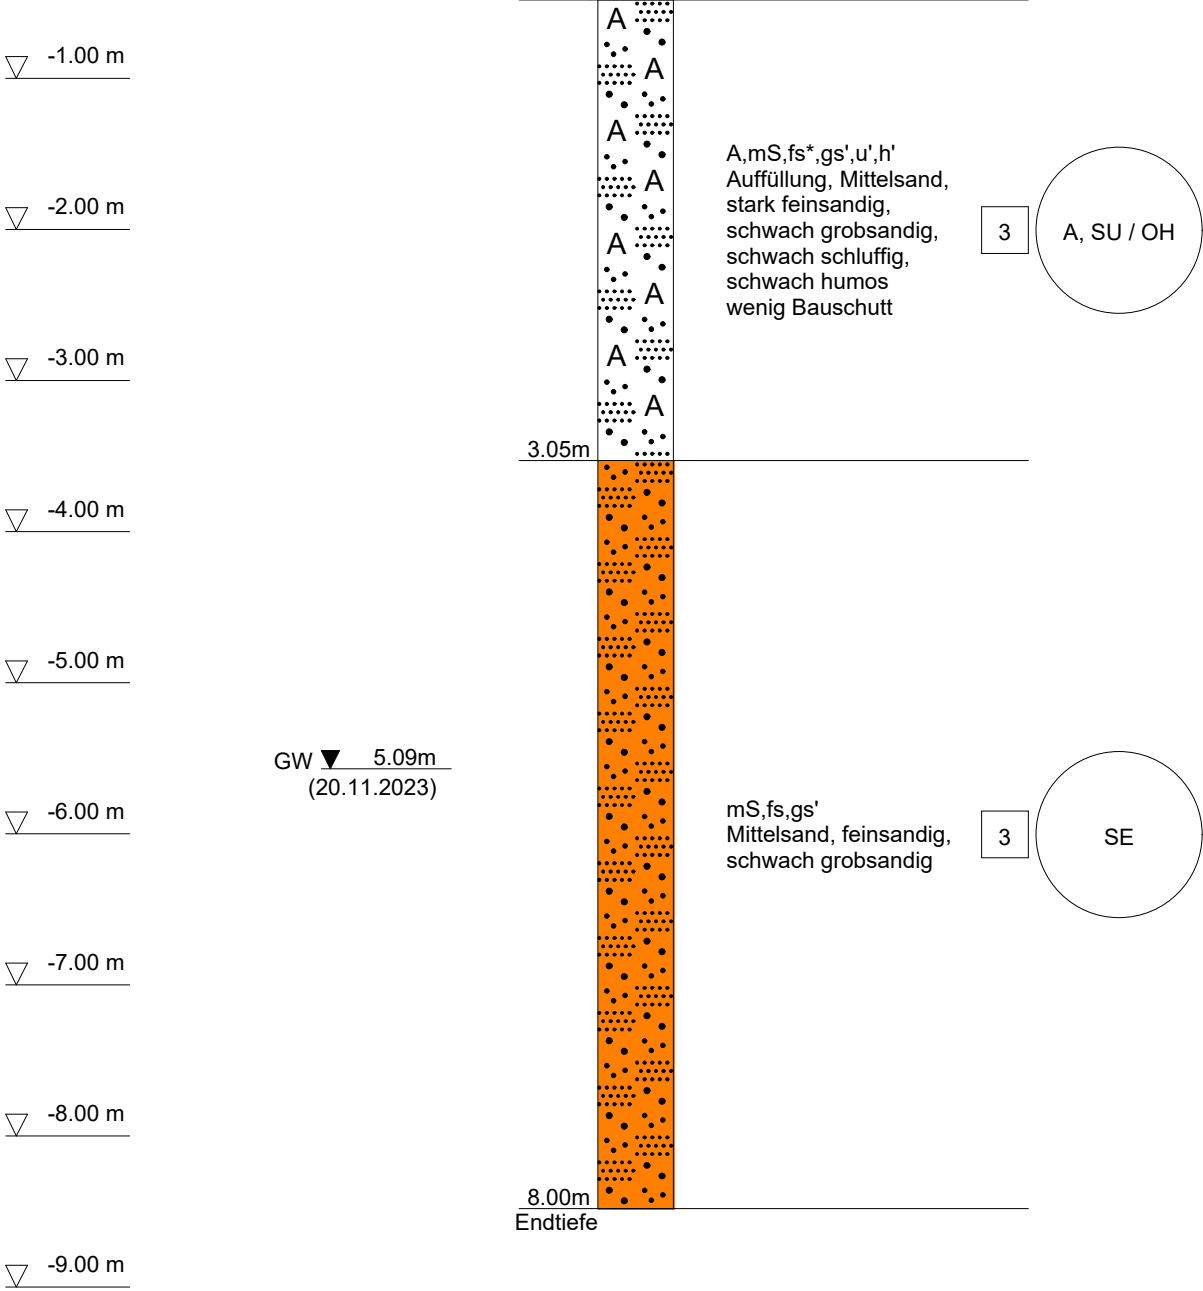 -1.00 m
-2.00 m
-3.00 m
-4.00 m
-5.00 m
-6.00 m
-7.00 m
-8.00 m
-9.00 m
GW 5.09m
(20.11.2023)
A
A
A
A
A
A
A
A
3.05m
8.00m
Endtiefe
A,mS,fs*,gs',u',h'
Auffüllung, Mittelsand,
stark feinsandig,
schwach grobsandig,
schwach schluffig,
schwach humos
wenig Bauschutt
3
A, SU / OH
mS,fs,gs'
Mittelsand, feinsandig,
schwach grobsandig
3
SE